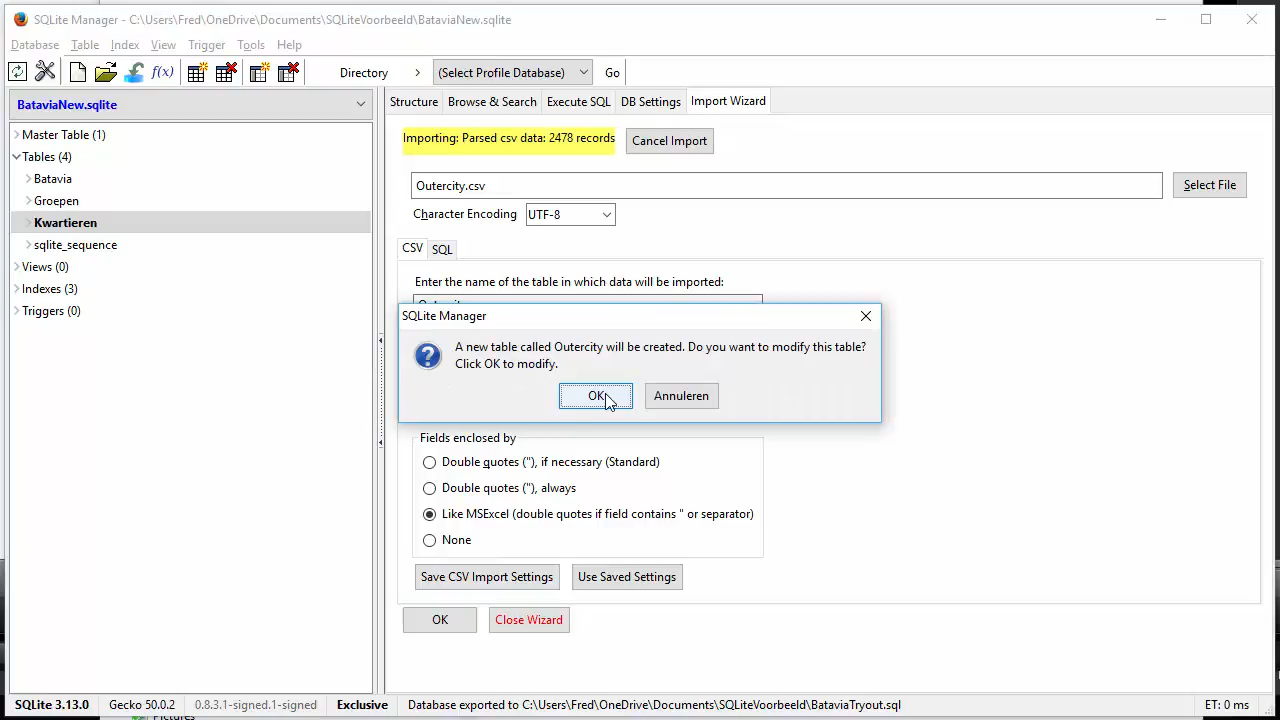 SQLite Manager - C:\Users\Fred\OneDrive\Documents\SQLiteVoorbeeld\BataviaNew.sqlite
Database Table Index View Trigger Tools Help
f(x) Directory > (Select Profile Database) Go
BataviaNew.sqlite
Structure Browse & Search Execute SQL DB Settings Import Wizard
Master Table (1)
Tables (4)
Batavia
Groepen
Kwartieren
sqlite_sequence
Views (0)
Indexes (3)
Triggers (0)
Importing: Parsed csv data: 2478 records Cancel Import
Outercity.csv Select File
Character Encoding UTF-8
CSV SQL
Enter the name of the table in which data will be imported:
SQLite Manager
A new table called Outercity will be created. Do you want to modify this table?
Click OK to modify.
OK Annuleren
Fields enclosed by
Double quotes ("), if necessary (Standard)
Double quotes ("), always
Like MSExcel (double quotes if field contains " or separator)
None
Save CSV Import Settings Use Saved Settings
OK Close Wizard
SQLite 3.13.0 Gecko 50.0.2 0.8.3.1-signed.1-signed Exclusive Database exported to C:\Users\Fred\OneDrive\Documents\SQLiteVoorbeeld\BataviaTryout.sql ET: 0 ms
Pictures